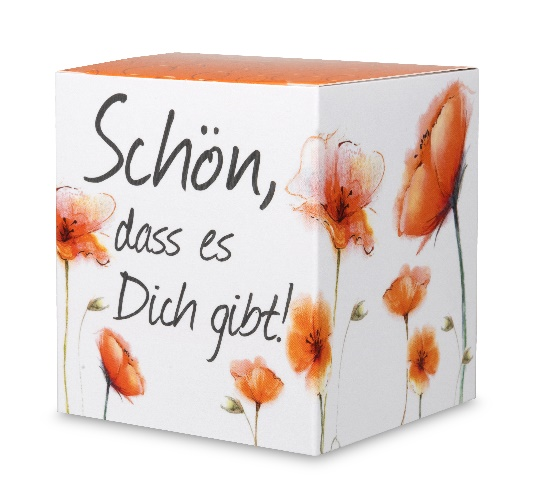 Schön,
dass es
Dich gibt!